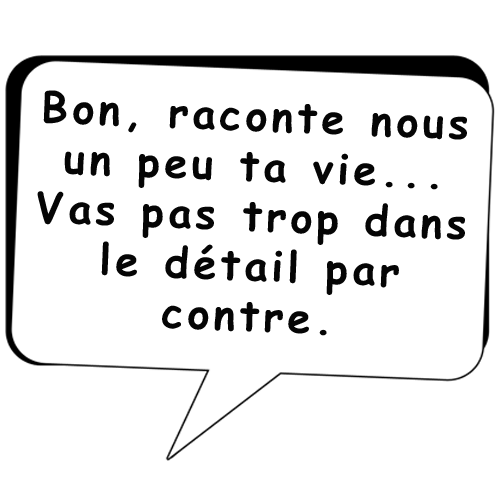 Bon, raconte nous
un peu ta vie...
Vas pas trop dans
le détail par
contre.